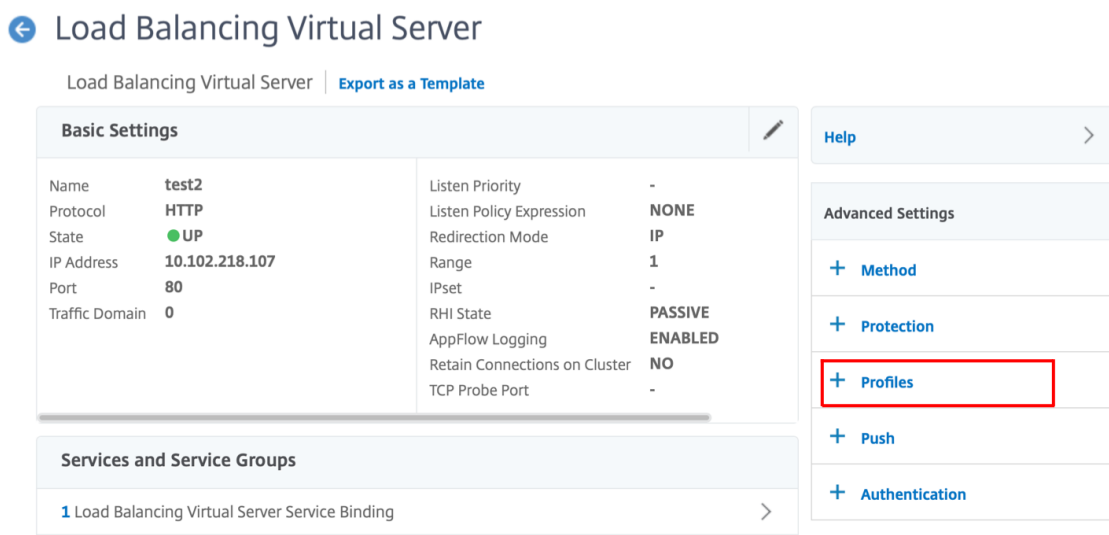 Load Balancing Virtual Server
Load Balancing Virtual Server Export as a Template
Basic Settings
Name test2
Protocol HTTP
State UP
IP Address 10.102.218.107
Port 80
Traffic Domain 0
Listen Priority -
Listen Policy Expression NONE
Redirection Mode IP
Range 1
IPset -
RHI State PASSIVE
AppFlow Logging ENABLED
Retain Connections on Cluster NO
TCP Probe Port -
Services and Service Groups
1 Load Balancing Virtual Server Service Binding
Help
Advanced Settings
+ Method
+ Protection
+ Profiles
+ Push
+ Authentication